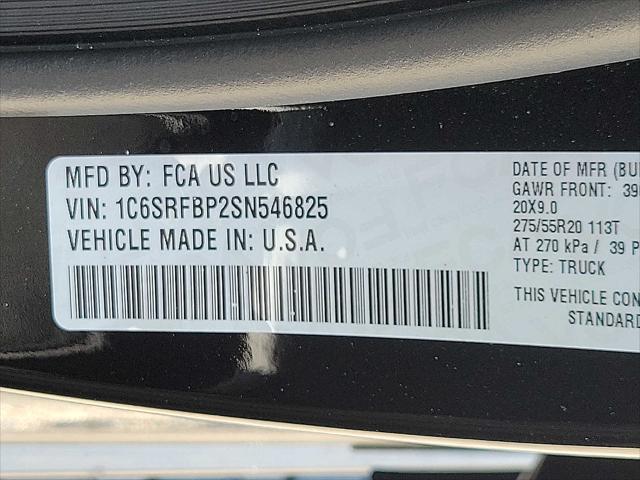 MFD BY: FCA US LLC
VIN: 1C6SRFBP2SN546825
VEHICLE MADE IN: U.S.A.
DATE OF MFR (BU
GAWR FRONT: 39
20X9.0
275/55R20 113T
AT 270 kPa / 39 P
TYPE: TRUCK
THIS VEHICLE CON
STANDARD